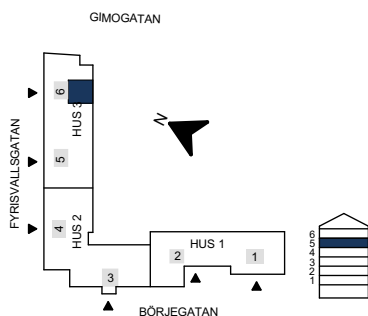 GIMOGATAN
FYRISVALLSGATAN
6
HUS 3
5
4
HUS 2
3
N
HUS 1
2
1
BÖRJEGATAN
6
5
4
3
2
1